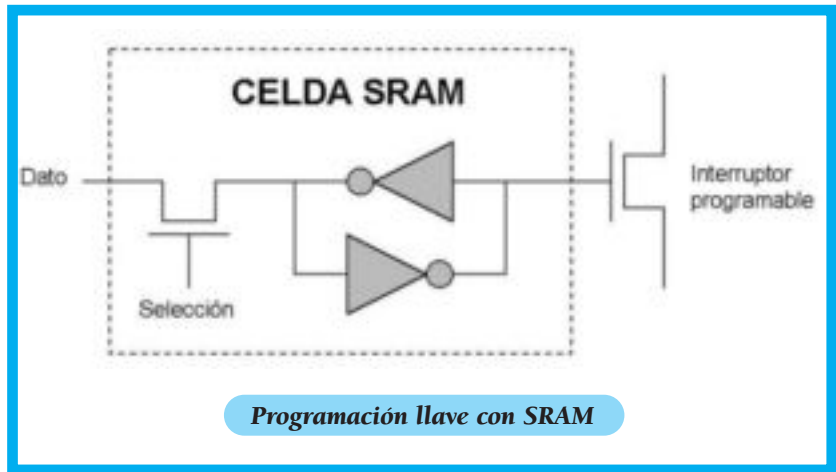 CELDA SRAM
Dato
Interruptor
programable
Selección
Programación llave con SRAM